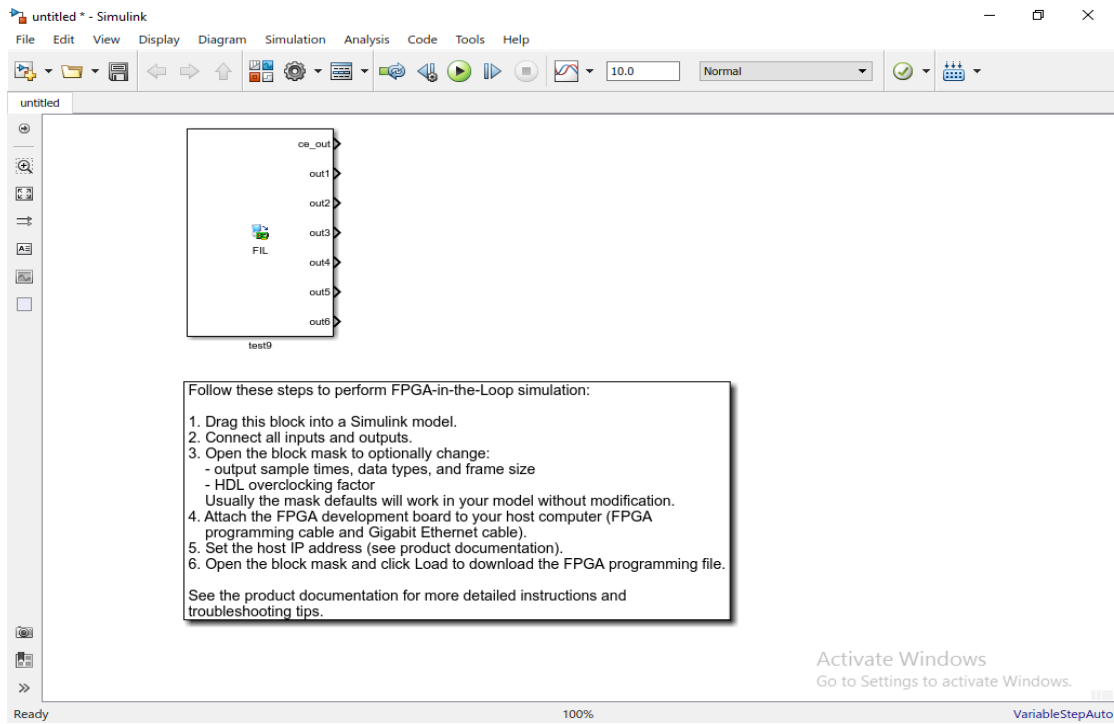 untitled * - Simulink
File Edit View Display Diagram Simulation Analysis Code Tools Help
10.0 Normal
untitled
ce_out
out1
out2
out3
FIL
out4
out5
out6
test9
Follow these steps to perform FPGA-in-the-Loop simulation:
1. Drag this block into a Simulink model.
2. Connect all inputs and outputs.
3. Open the block mask to optionally change:
- output sample times, data types, and frame size
- HDL overclocking factor
Usually the mask defaults will work in your model without modification.
4. Attach the FPGA development board to your host computer (FPGA
programming cable and Gigabit Ethernet cable).
5. Set the host IP address (see product documentation).
6. Open the block mask and click Load to download the FPGA programming file.
See the product documentation for more detailed instructions and
troubleshooting tips.
Activate Windows
Go to Settings to activate Windows.
Ready 100% VariableStepAuto